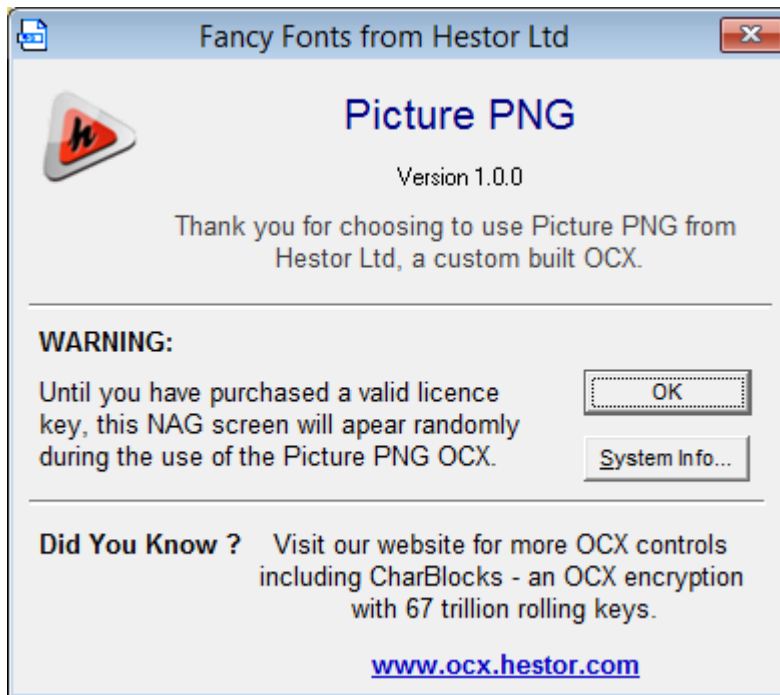 Fancy Fonts from Hestor Ltd
h
Picture PNG
Version 1.0.0
Thank you for choosing to use Picture PNG from
Hestor Ltd, a custom built OCX.
WARNING:
Until you have purchased a valid licence
key, this NAG screen will apear randomly
during the use of the Picture PNG OCX.
OK
System Info...
Did You Know ? Visit our website for more OCX controls
including CharBlocks - an OCX encryption
with 67 trillion rolling keys.
www.ocx.hestor.com